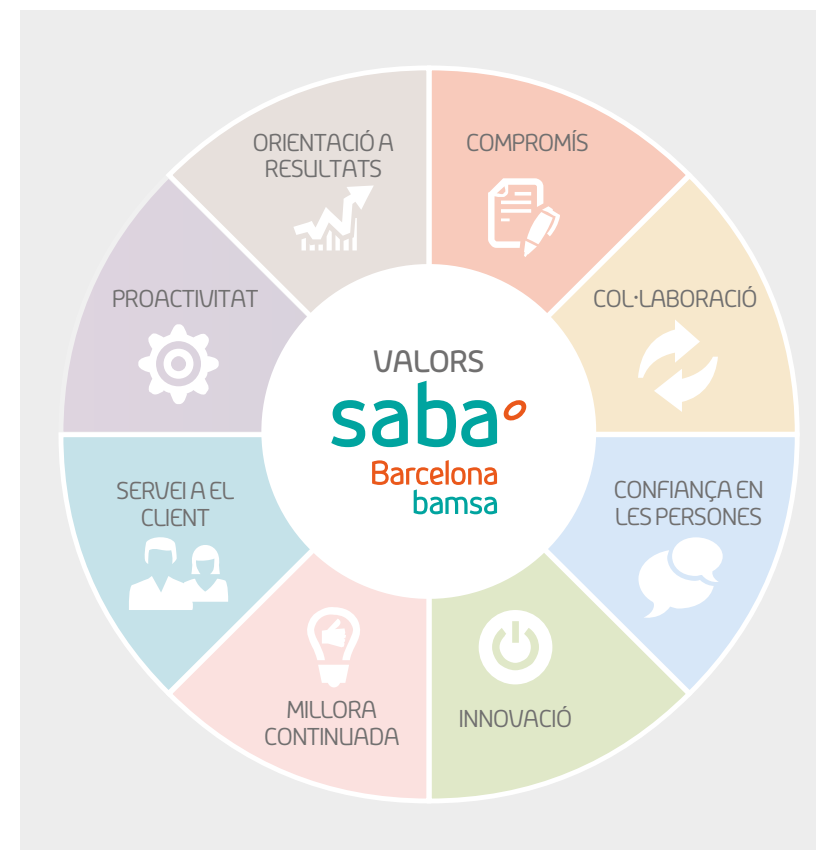 ORIENTACIÓ A
RESULTATS
COMPROMÍS
PROACTIVITAT
COL·LABORACIÓ
VALORS
saba
Barcelona
bamsa
SERVEI A EL
CLIENT
CONFIANÇA EN
LES PERSONES
MILLORA
CONTINUADA
INNOVACIÓ